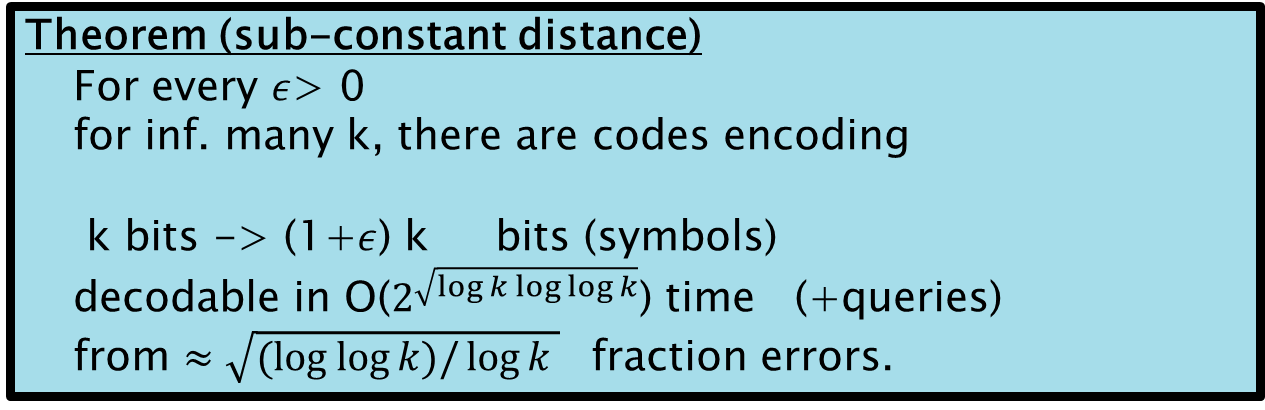 Theorem (sub-constant distance)
For every ϵ> 0
for inf. many k, there are codes encoding
k bits -> (1+ϵ) k bits (symbols)
decodable in O(2^√(log k log log k)) time (+queries)
from ≈ √((log log k)/ log k) fraction errors.